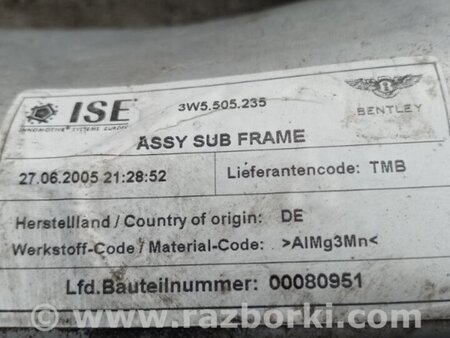 ISE
INNOMOTIVE SYSTEMS EUROPE
3W5.505.235
B
BENTLEY
ASSY SUB FRAME
27.06.2005 21:28:52
Lieferantencode: TMB
Herstellland / Country of origin: DE
Werkstoff-Code / Material-Code: >AlMg3Mn<
Lfd.Bauteilnummer: 00080951
© www.razborki.com